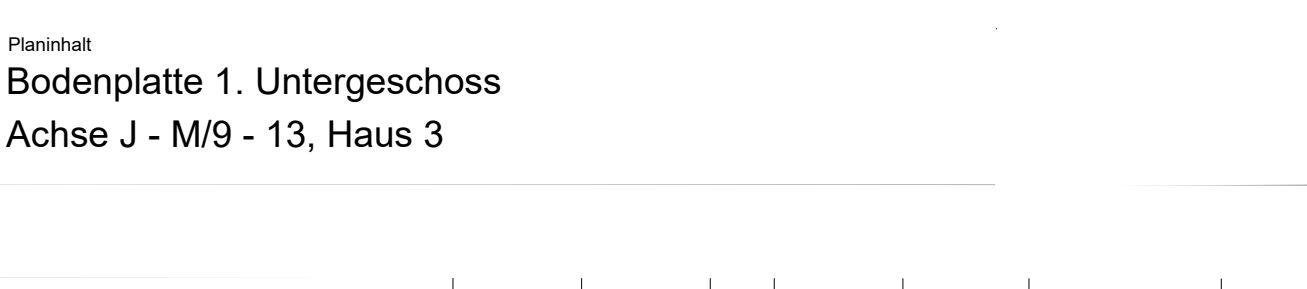 Planinhalt
Bodenplatte 1. Untergeschoss
Achse J - M/9 - 13, Haus 3